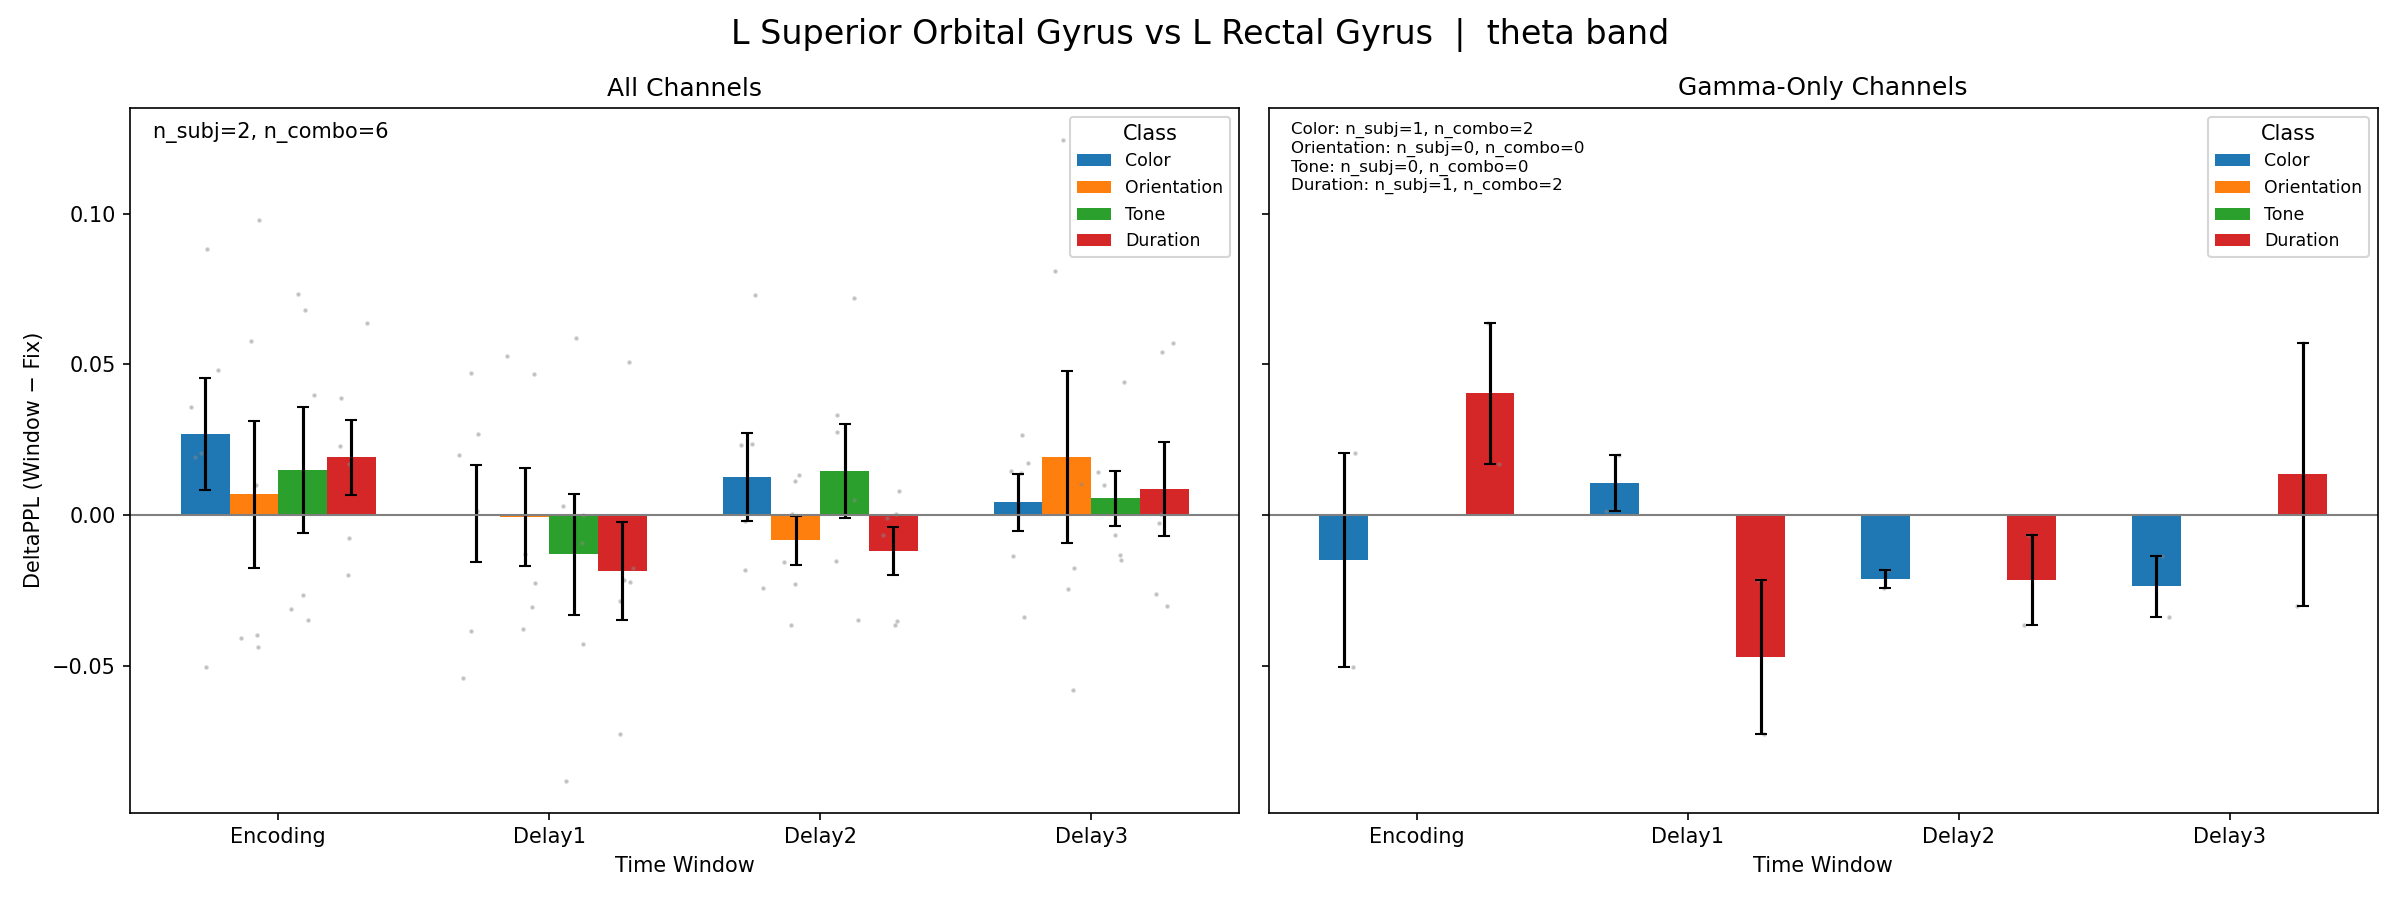 L Superior Orbital Gyrus vs L Rectal Gyrus | theta band
All Channels
n_subj=2, n_combo=6
Class
Color
Orientation
Tone
Duration
0.10
0.05
0.00
−0.05
DeltaPPL (Window − Fix)
Encoding
Delay1
Delay2
Delay3
Time Window
Gamma-Only Channels
Color: n_subj=1, n_combo=2
Orientation: n_subj=0, n_combo=0
Tone: n_subj=0, n_combo=0
Duration: n_subj=1, n_combo=2
Class
Color
Orientation
Tone
Duration
Encoding
Delay1
Delay2
Delay3
Time Window